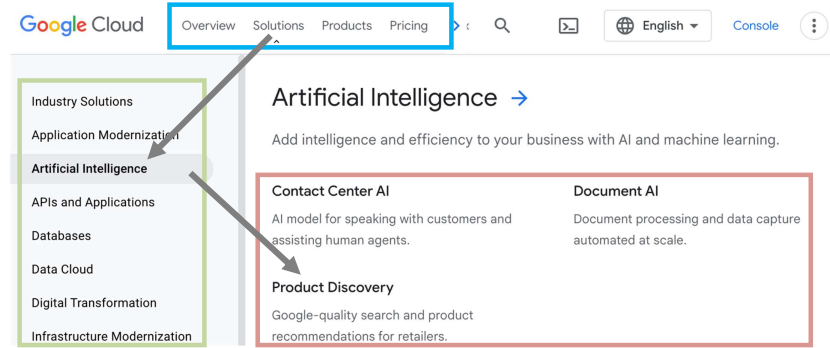 Google Cloud Overview Solutions Products Pricing English Console
Industry Solutions
Application Modernization
Artificial Intelligence
APIs and Applications
Databases
Data Cloud
Digital Transformation
Infrastructure Modernization
Artificial Intelligence →
Add intelligence and efficiency to your business with AI and machine learning.
Contact Center AI
AI model for speaking with customers and
assisting human agents.
Document AI
Document processing and data capture
automated at scale.
Product Discovery
Google-quality search and product
recommendations for retailers.